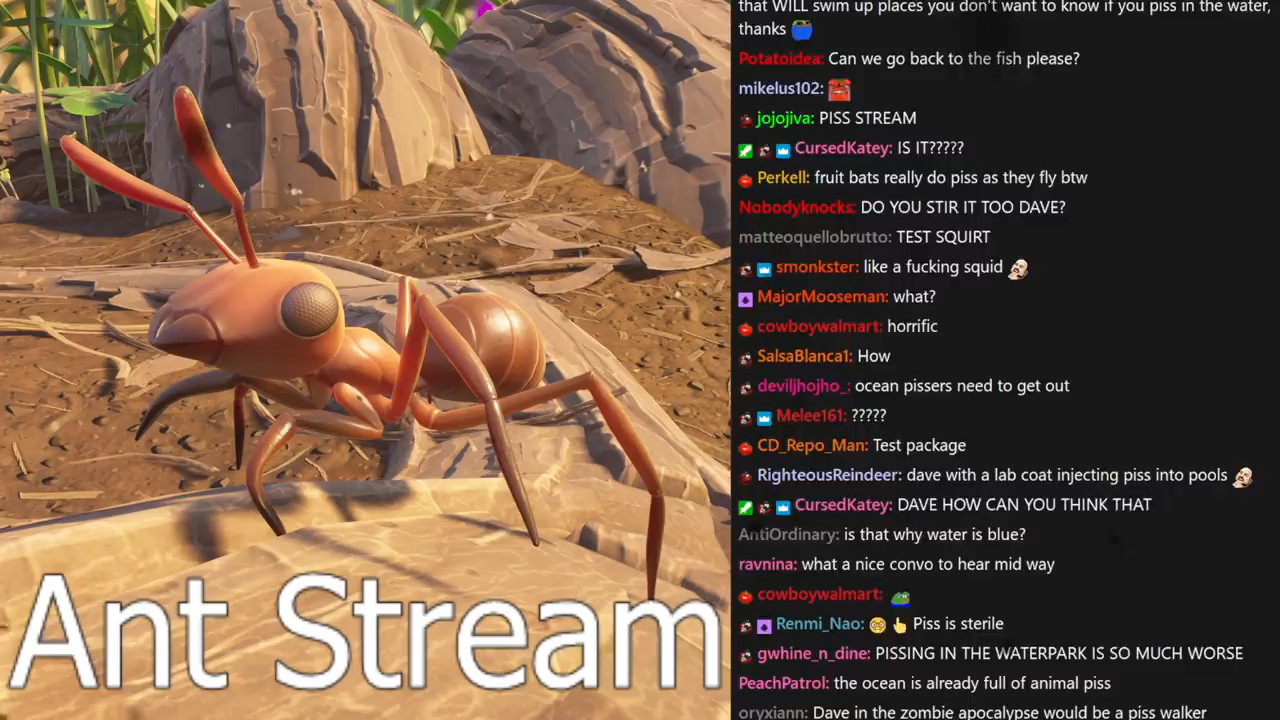 that WILL swim up places you don't want to know if you piss in the water,
thanks
Potatoidea: Can we go back to the fish please?
mikelus102:
jojojiva: PISS STREAM
CursedKatey: IS IT?????
Perkell: fruit bats really do piss as they fly btw
Nobodyknocks: DO YOU STIR IT TOO DAVE?
matteoquellobrutto: TEST SQUIRT
smonkster: like a fucking squid
MajorMooseman: what?
cowboywalmart: horrific
SalsaBlanca1: How
deviljhojho_: ocean pissers need to get out
Melee161: ?????
CD_Repo_Man: Test package
RighteousReindeer: dave with a lab coat injecting piss into pools
CursedKatey: DAVE HOW CAN YOU THINK THAT
AntiOrdinary: is that why water is blue?
ravnina: what a nice convo to hear mid way
cowboywalmart:
Renmi_Nao: Piss is sterile
gwhine_n_dine: PISSING IN THE WATERPARK IS SO MUCH WORSE
PeachPatrol: the ocean is already full of animal piss
oryxiann: Dave in the zombie apocalypse would be a piss walker
Ant Stream